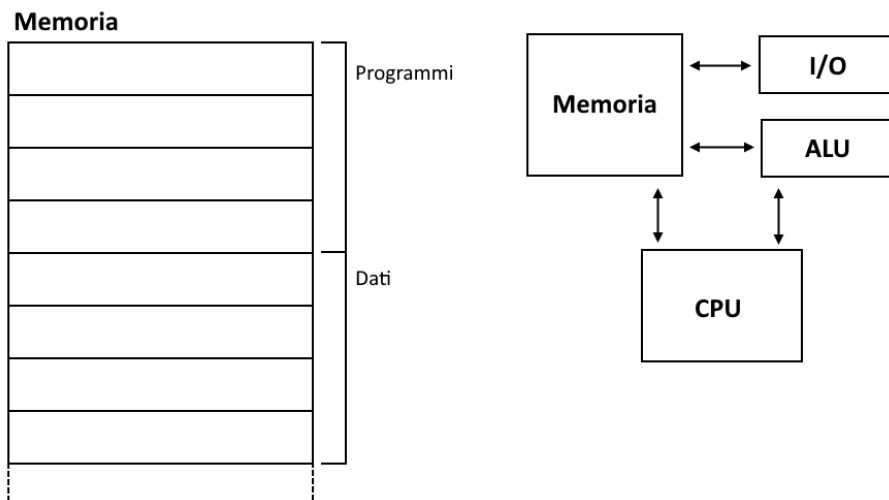 Memoria
Programmi
Dati
Memoria
I/O
ALU
CPU